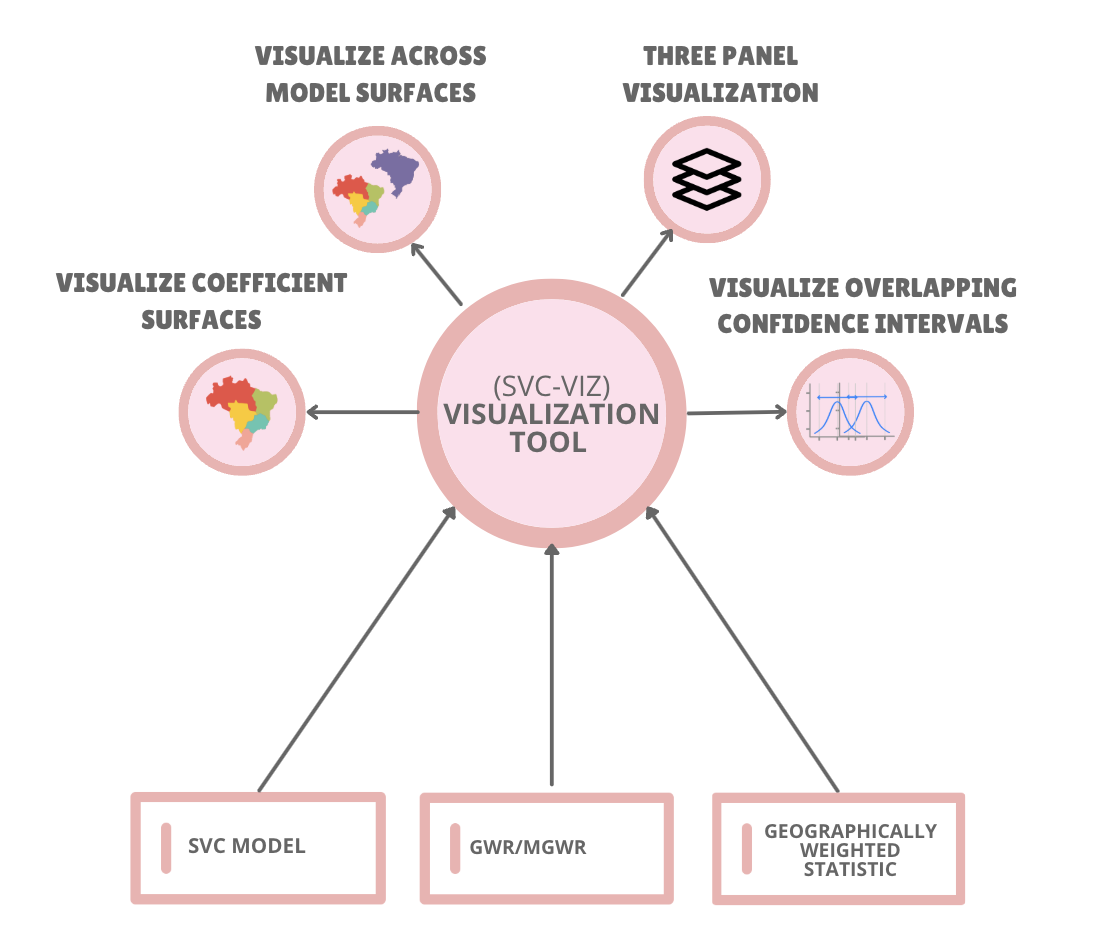 VISUALIZE ACROSS
MODEL SURFACES
THREE PANEL
VISUALIZATION
VISUALIZE COEFFICIENT
SURFACES
VISUALIZE OVERLAPPING
CONFIDENCE INTERVALS
(SVC-VIZ)
VISUALIZATION
TOOL
SVC MODEL
GWR/MGWR
GEOGRAPHICALLY
WEIGHTED
STATISTIC